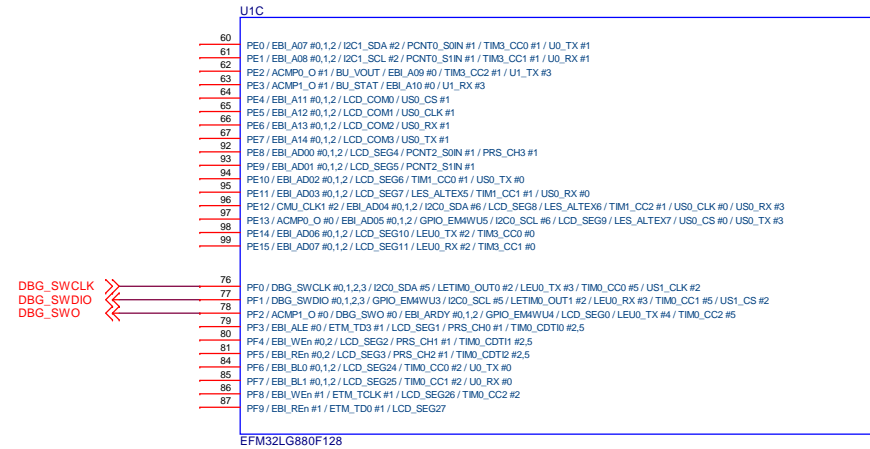 U1C
60 PE0 / EBI_A07 #0,1,2 / I2C1_SDA #2 / PCNT0_S0IN #1 / TIM3_CC0 #1 / U0_TX #1
61 PE1 / EBI_A08 #0,1,2 / I2C1_SCL #2 / PCNT0_S1IN #1 / TIM3_CC1 #1 / U0_RX #1
62 PE2 / ACMP0_O #1 / BU_VOUT / EBI_A09 #0 / TIM3_CC2 #1 / U1_TX #3
63 PE3 / ACMP1_O #1 / BU_STAT / EBI_A10 #0 / U1_RX #3
64 PE4 / EBI_A11 #0,1,2 / LCD_COM0 / US0_CS #1
65 PE5 / EBI_A12 #0,1,2 / LCD_COM1 / US0_CLK #1
66 PE6 / EBI_A13 #0,1,2 / LCD_COM2 / US0_RX #1
67 PE7 / EBI_A14 #0,1,2 / LCD_COM3 / US0_TX #1
92 PE8 / EBI_AD00 #0,1,2 / LCD_SEG4 / PCNT2_S0IN #1 / PRS_CH3 #1
93 PE9 / EBI_AD01 #0,1,2 / LCD_SEG5 / PCNT2_S1IN #1
94 PE10 / EBI_AD02 #0,1,2 / LCD_SEG6 / TIM1_CC0 #1 / US0_TX #0
95 PE11 / EBI_AD03 #0,1,2 / LCD_SEG7 / LES_ALTEX5 / TIM1_CC1 #1 / US0_RX #0
96 PE12 / CMU_CLK1 #2 / EBI_AD04 #0,1,2 / I2C0_SDA #6 / LCD_SEG8 / LES_ALTEX6 / TIM1_CC2 #1 / US0_CLK #0 / US0_RX #3
97 PE13 / ACMP0_O #0 / EBI_AD05 #0,1,2 / GPIO_EM4WU5 / I2C0_SCL #6 / LCD_SEG9 / LES_ALTEX7 / US0_CS #0 / US0_TX #3
98 PE14 / EBI_AD06 #0,1,2 / LCD_SEG10 / LEU0_TX #2 / TIM3_CC0 #0
99 PE15 / EBI_AD07 #0,1,2 / LCD_SEG11 / LEU0_RX #2 / TIM3_CC1 #0
DBG_SWCLK 76 PF0 / DBG_SWCLK #0,1,2,3 / I2C0_SDA #5 / LETIM0_OUT0 #2 / LEU0_TX #3 / TIM0_CC0 #5 / US1_CLK #2
DBG_SWDIO 77 PF1 / DBG_SWDIO #0,1,2,3 / GPIO_EM4WU3 / I2C0_SCL #5 / LETIM0_OUT1 #2 / LEU0_RX #3 / TIM0_CC1 #5 / US1_CS #2
DBG_SWO 78 PF2 / ACMP1_O #0 / DBG_SWO #0 / EBI_ARDY #0,1,2 / GPIO_EM4WU4 / LCD_SEG0 / LEU0_TX #4 / TIM0_CC2 #5
79 PF3 / EBI_ALE #0 / ETM_TD3 #1 / LCD_SEG1 / PRS_CH0 #1 / TIM0_CDTI0 #2,5
80 PF4 / EBI_WEn #0,2 / LCD_SEG2 / PRS_CH1 #1 / TIM0_CDTI1 #2,5
81 PF5 / EBI_REn #0,2 / LCD_SEG3 / PRS_CH2 #1 / TIM0_CDTI2 #2,5
84 PF6 / EBI_BL0 #0,1,2 / LCD_SEG24 / TIM0_CC0 #2 / U0_TX #0
85 PF7 / EBI_BL1 #0,1,2 / LCD_SEG25 / TIM0_CC1 #2 / U0_RX #0
86 PF8 / EBI_WEn #1 / ETM_TCLK #1 / LCD_SEG26 / TIM0_CC2 #2
87 PF9 / EBI_REn #1 / ETM_TD0 #1 / LCD_SEG27
EFM32LG880F128